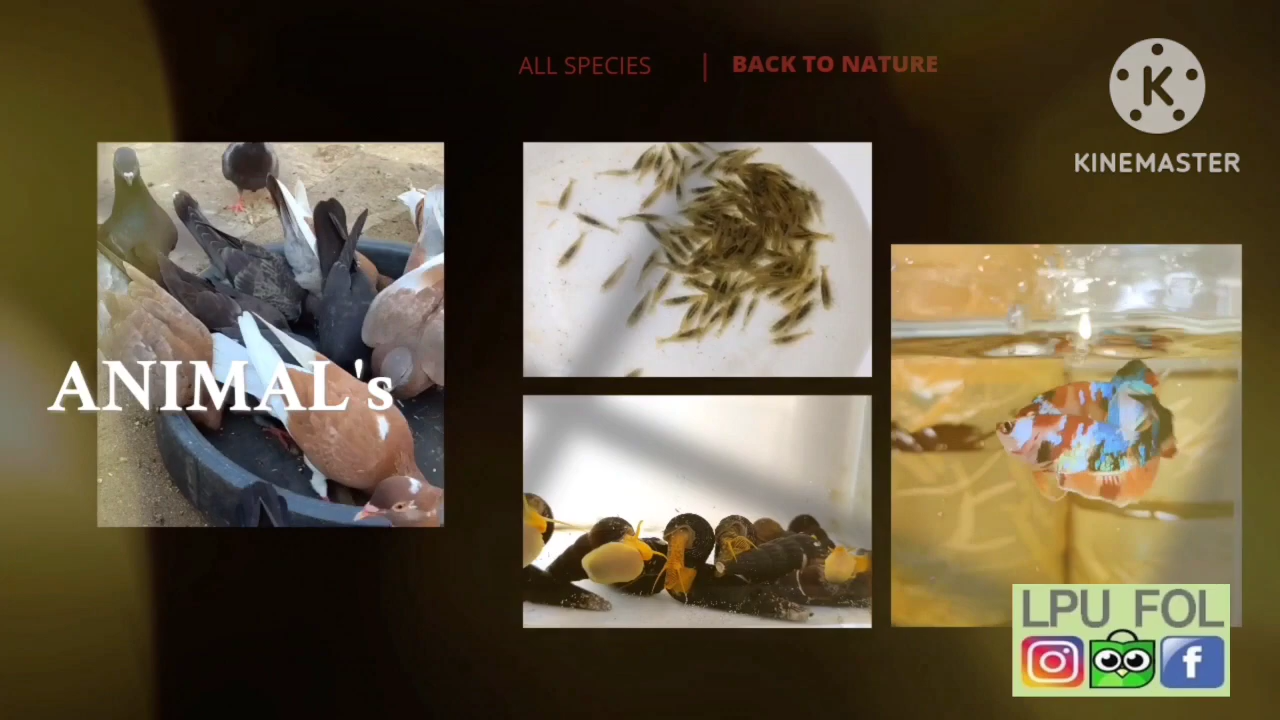 ALL SPECIES | BACK TO NATURE
K
KINEMASTER
ANIMAL's
LPU FOL
f